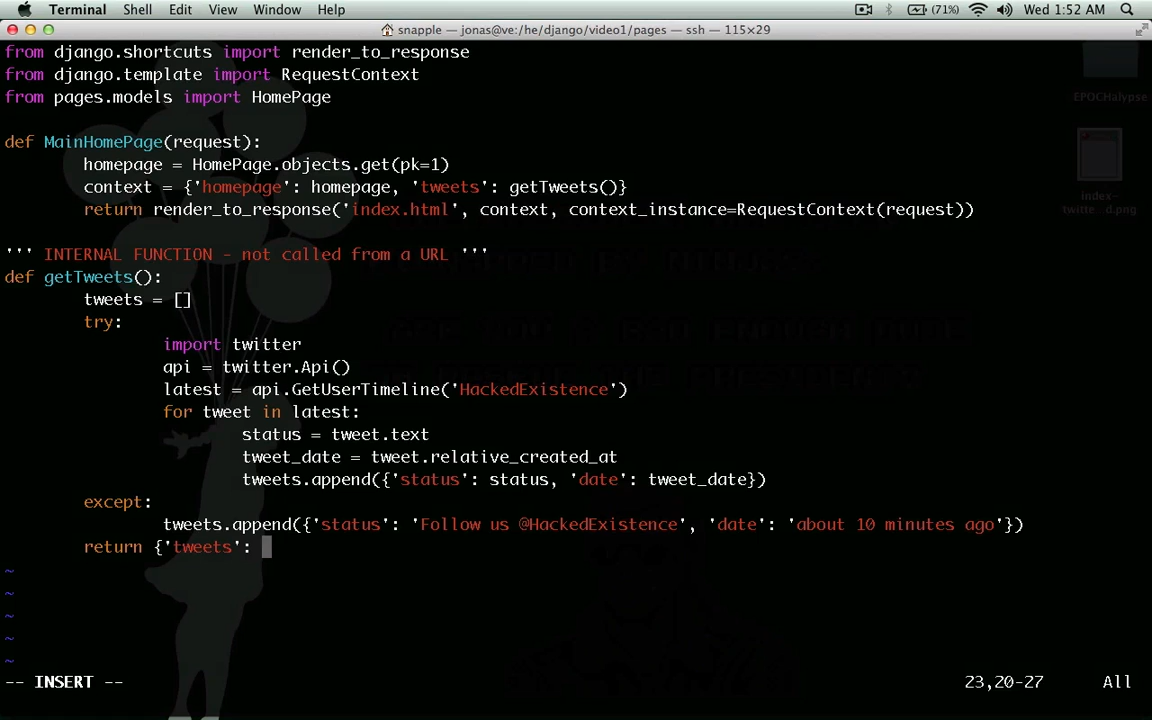 Terminal Shell Edit View Window Help (71%) Wed 1:52 AM
snapple — jonas@ve:/he/django/video1/pages — ssh — 115×29
from django.shortcuts import render_to_response
from django.template import RequestContext
from pages.models import HomePage
def MainHomePage(request):
homepage = HomePage.objects.get(pk=1)
context = {'homepage': homepage, 'tweets': getTweets()}
return render_to_response('index.html', context, context_instance=RequestContext(request))
''' INTERNAL FUNCTION - not called from a URL '''
def getTweets():
tweets = []
try:
import twitter
api = twitter.Api()
latest = api.GetUserTimeline('HackedExistence')
for tweet in latest:
status = tweet.text
tweet_date = tweet.relative_created_at
tweets.append({'status': status, 'date': tweet_date})
except:
tweets.append({'status': 'Follow us @HackedExistence', 'date': 'about 10 minutes ago'})
return {'tweets':
~
~
~
~
~
-- INSERT -- 23,20-27 All
EPOCHalypse
index-
twitte...d.png